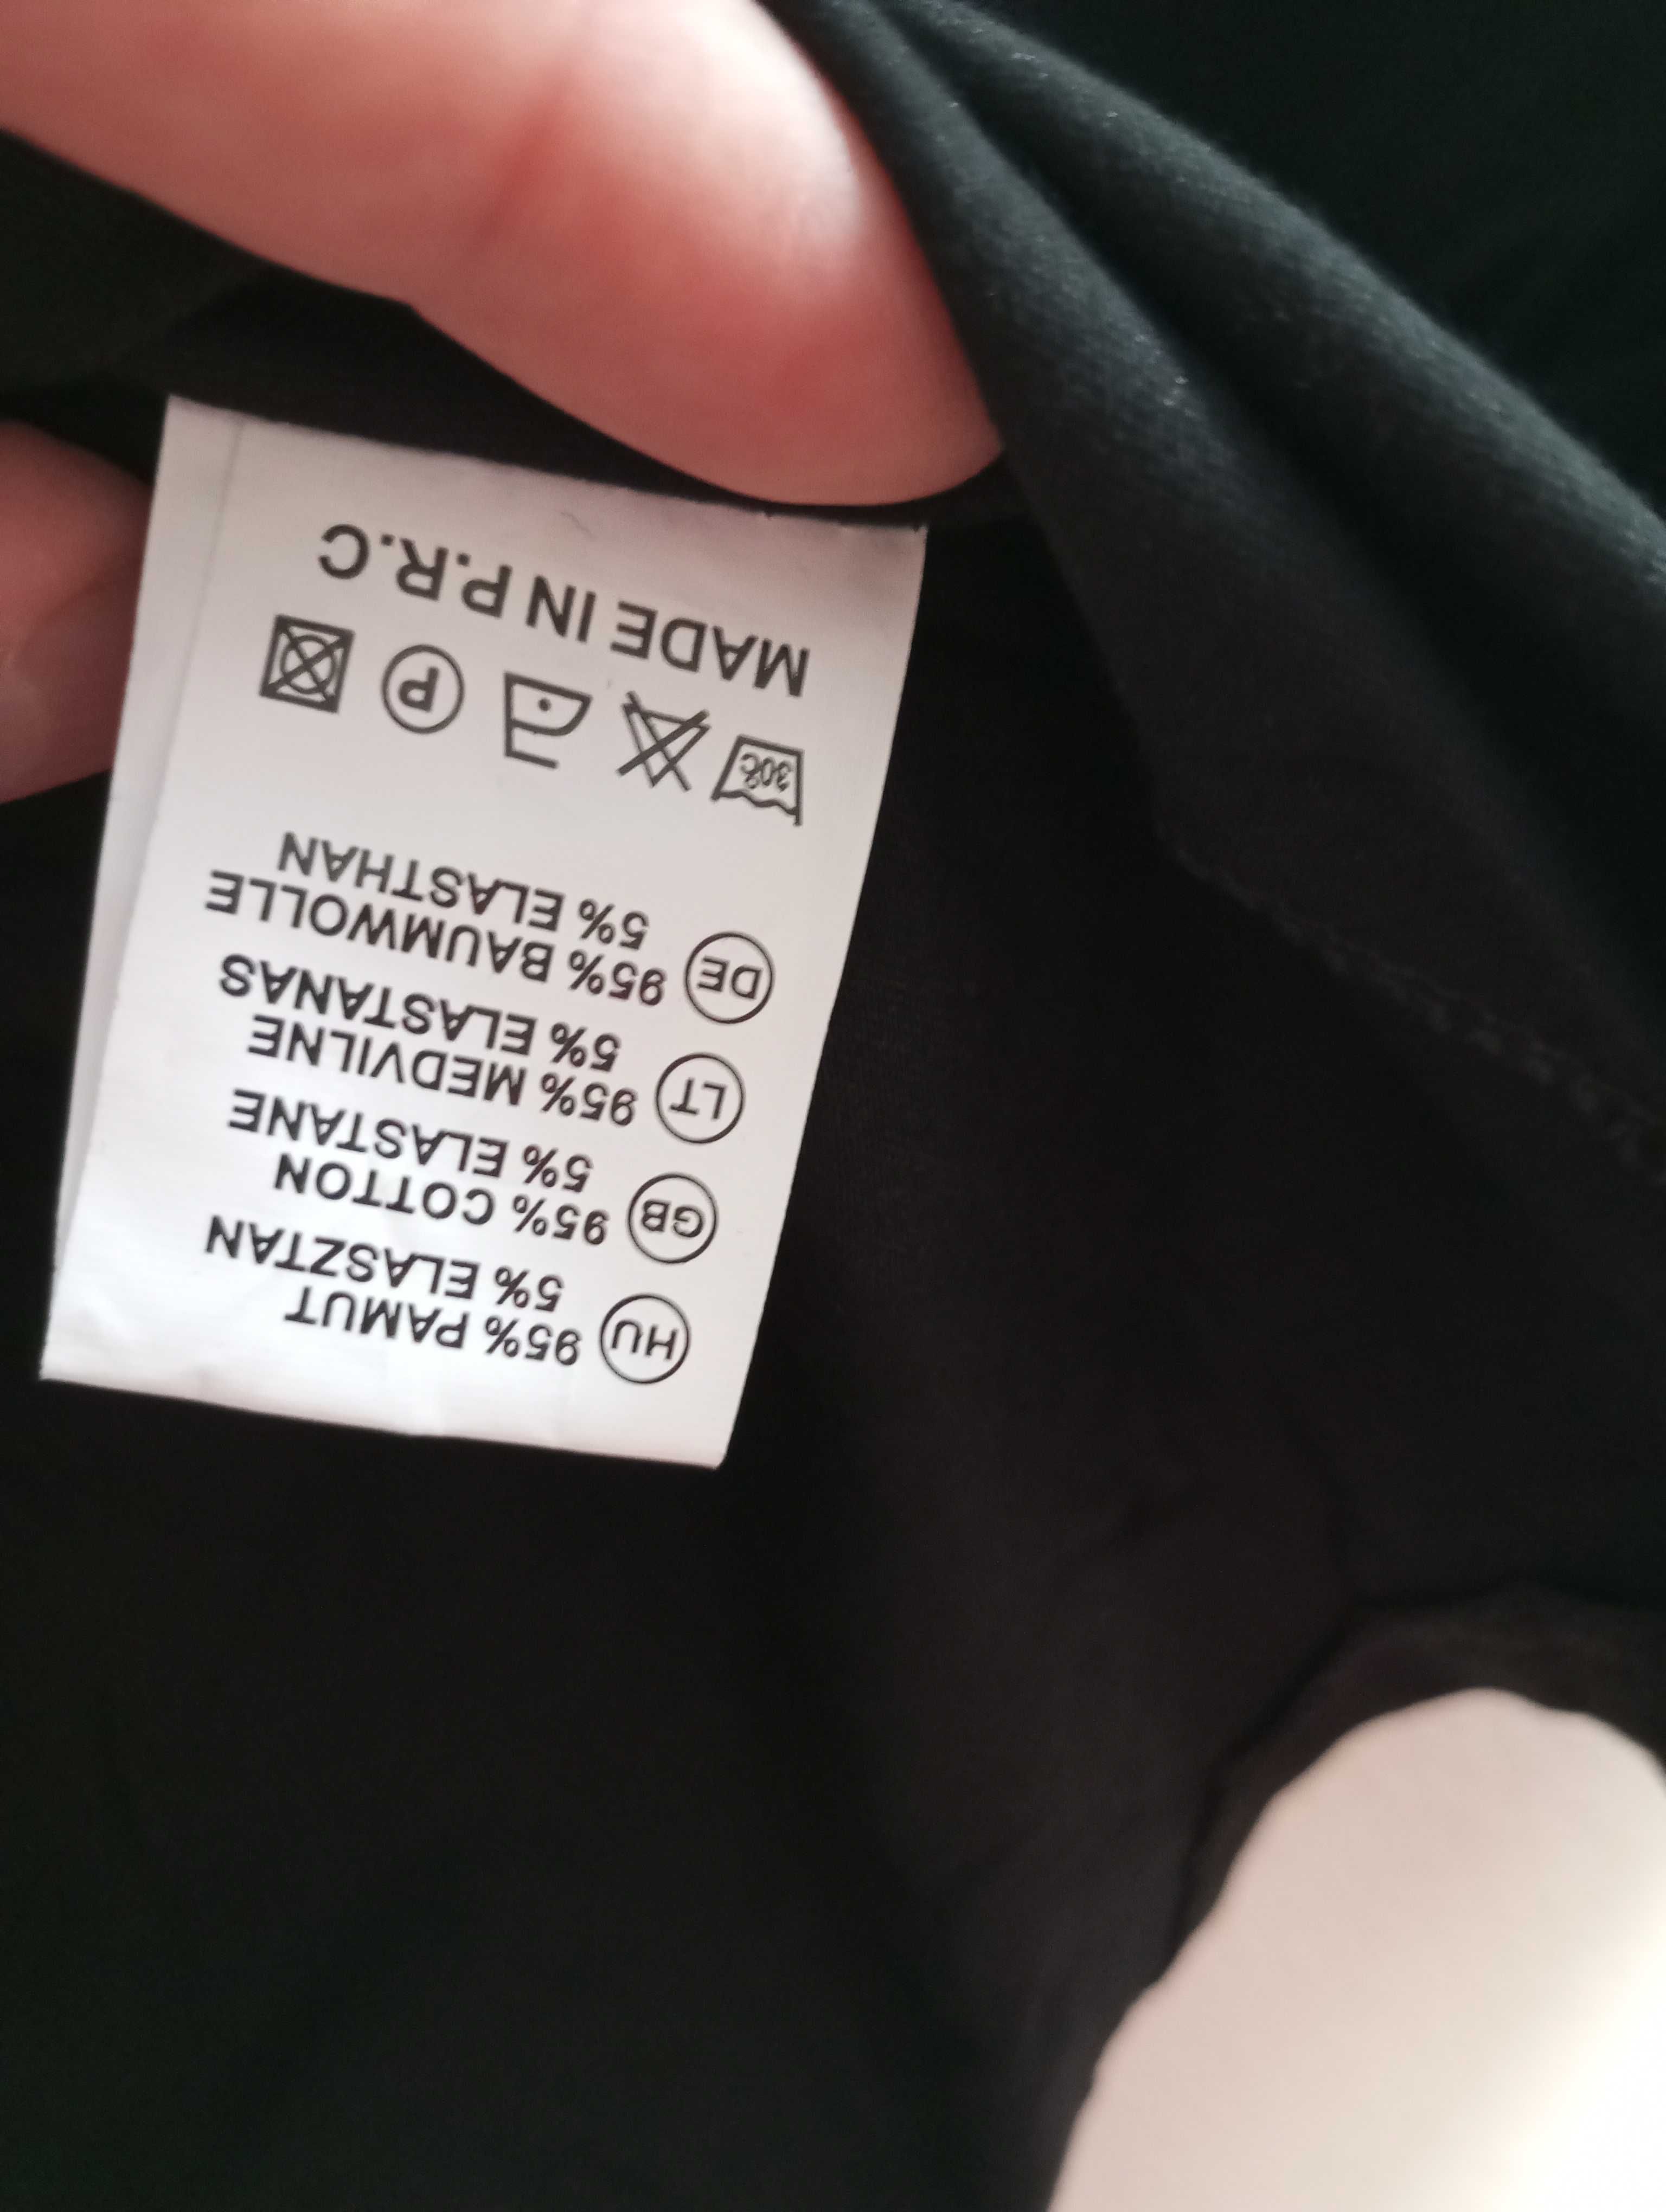 HU 95% PAMUT
5% ELASZTAN
GB 95% COTTON
5% ELASTANE
LT 95% MEDVILNE
5% ELASTANAS
DE 95% BAUMWOLLE
5% ELASTHAN
30℃ P
MADE IN P.R.C